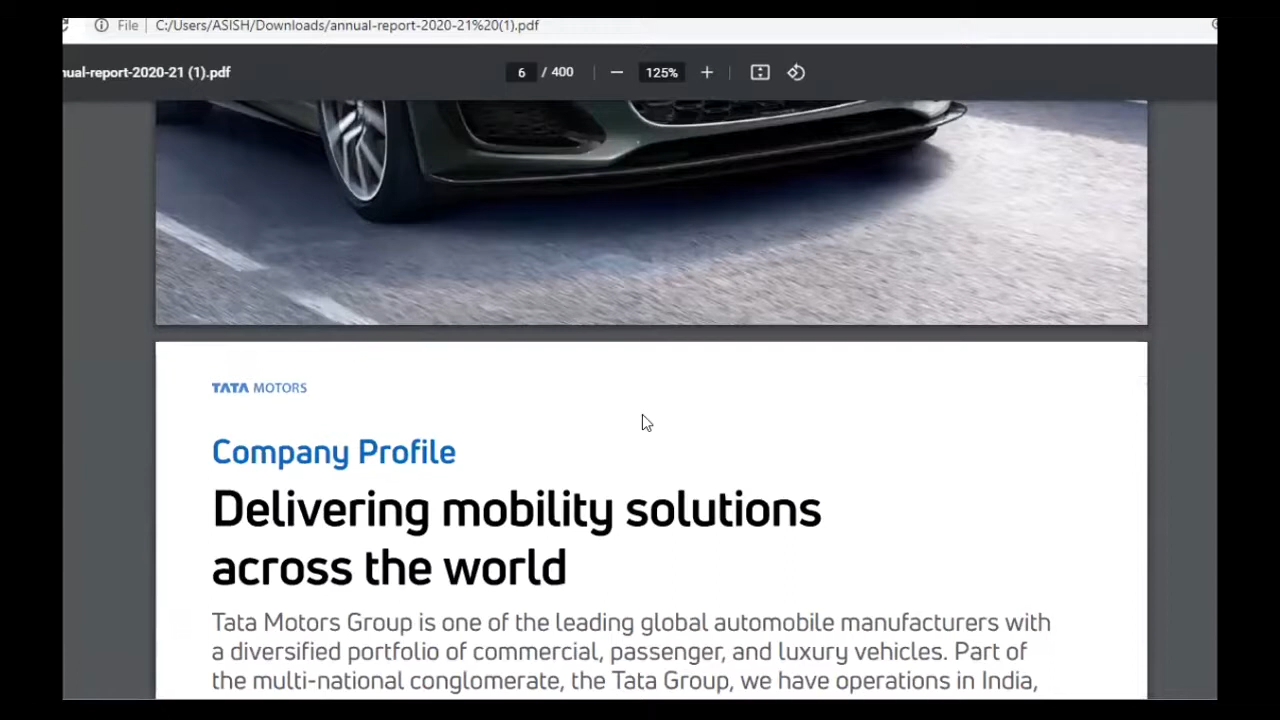 File C:/Users/ASISH/Downloads/annual-report-2020-21%20(1).pdf
nual-report-2020-21 (1).pdf 6 / 400 125%
TATA MOTORS
Company Profile
Delivering mobility solutions
across the world
Tata Motors Group is one of the leading global automobile manufacturers with
a diversified portfolio of commercial, passenger, and luxury vehicles. Part of
the multi-national conglomerate, the Tata Group, we have operations in India,